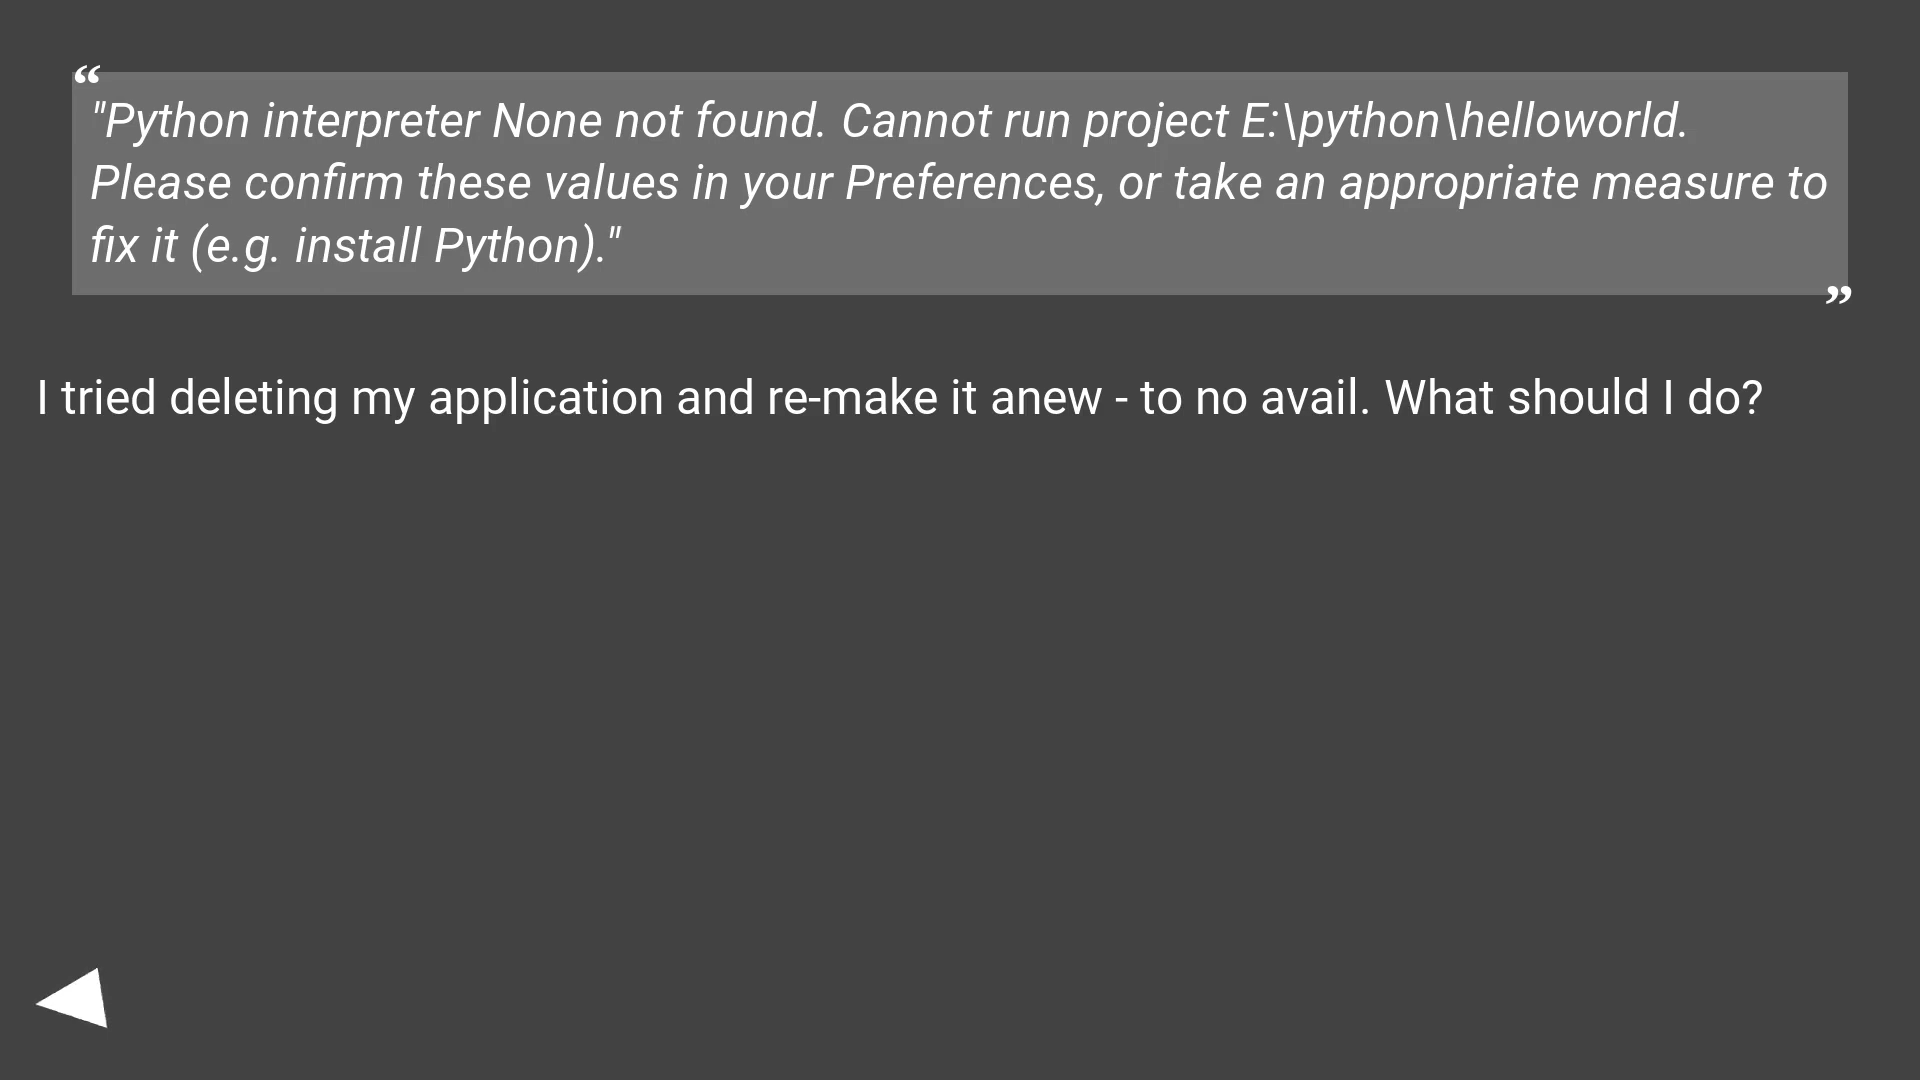 “
"Python interpreter None not found. Cannot run project E:\python\helloworld.
Please confirm these values in your Preferences, or take an appropriate measure to
fix it (e.g. install Python)."
”
I tried deleting my application and re-make it anew - to no avail. What should I do?